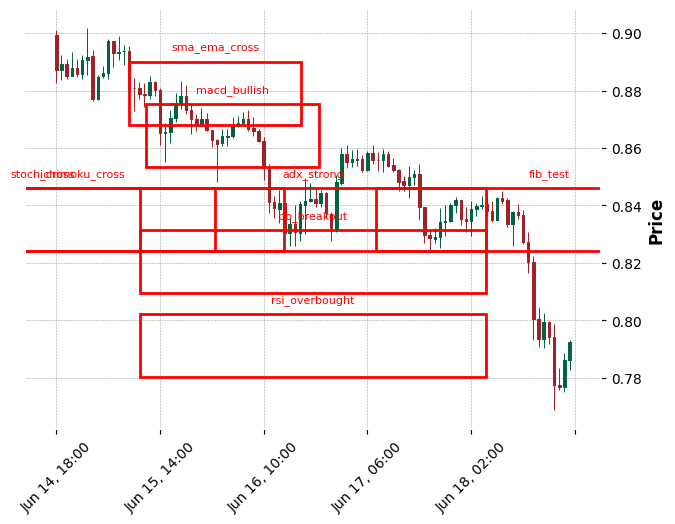 sma_ema_cross
macd_bullish
stoch_cross
ichimoku_cross
adx_strong
fib_test
bb_breakout
rsi_overbought
0.90
0.88
0.86
0.84
0.82
0.80
0.78
Price
Jun 14, 18:00
Jun 15, 14:00
Jun 16, 10:00
Jun 17, 06:00
Jun 18, 02:00